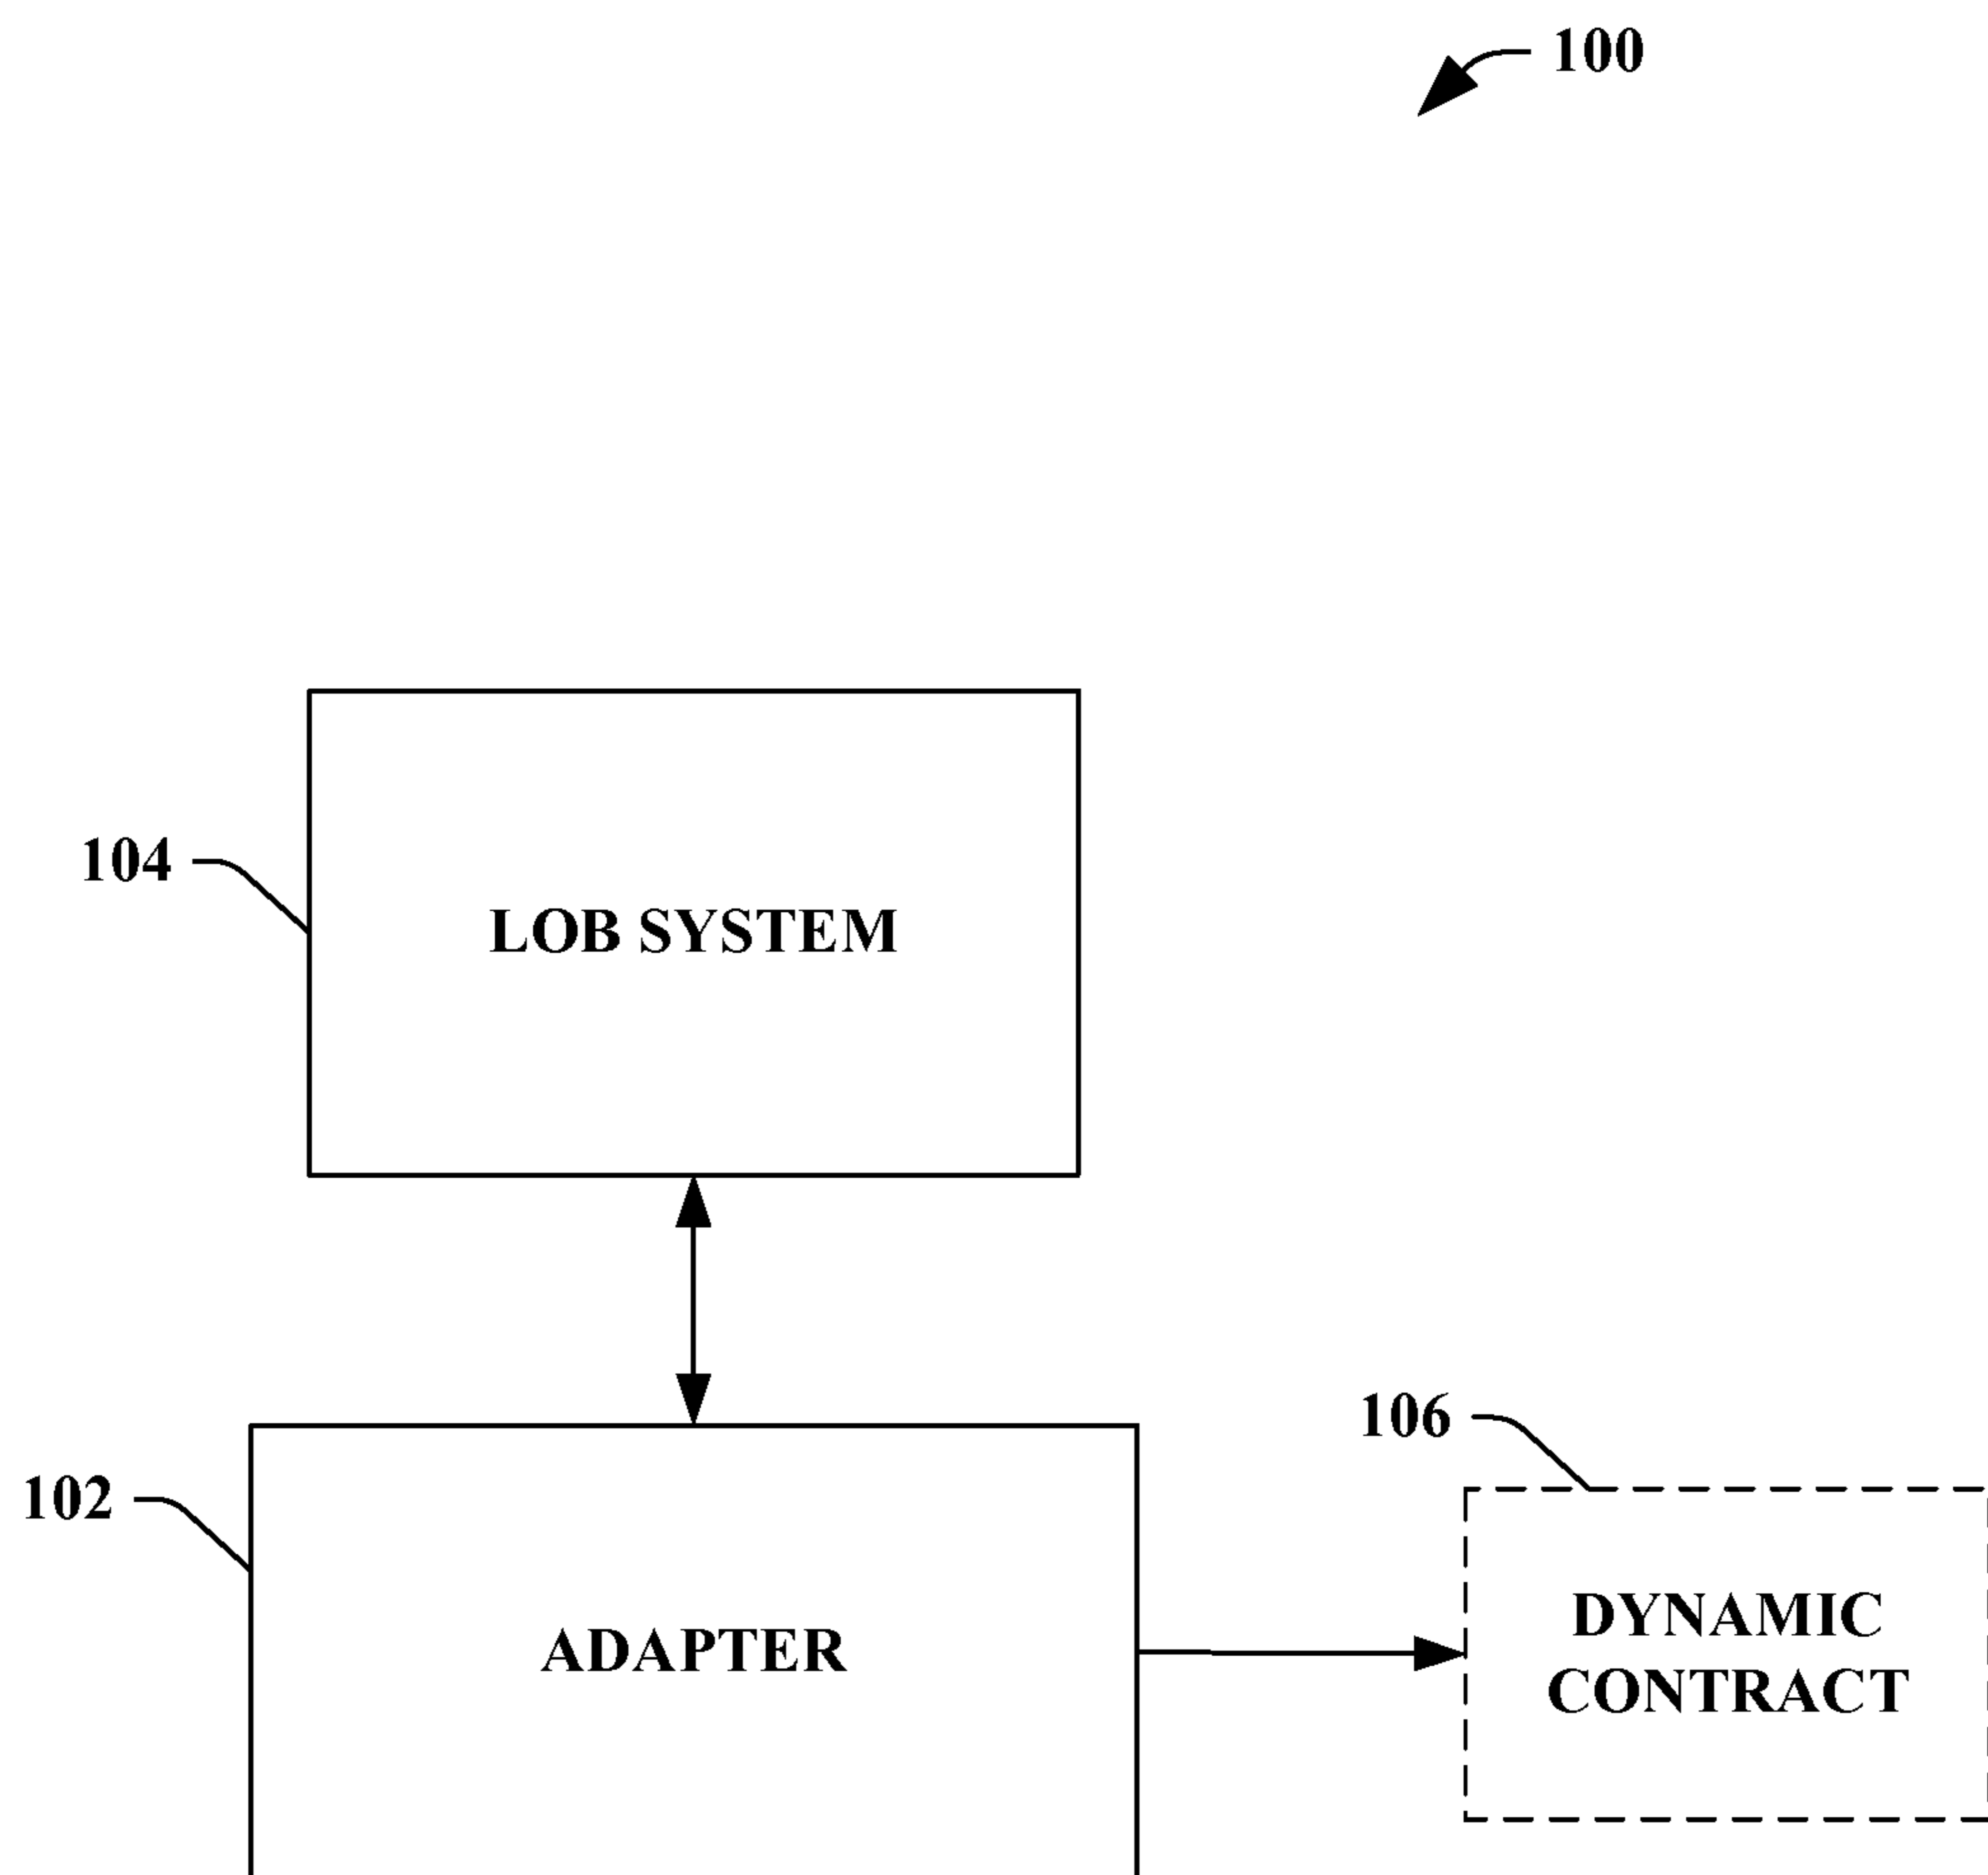 100
104
LOB SYSTEM
106
102
ADAPTER
DYNAMIC
CONTRACT